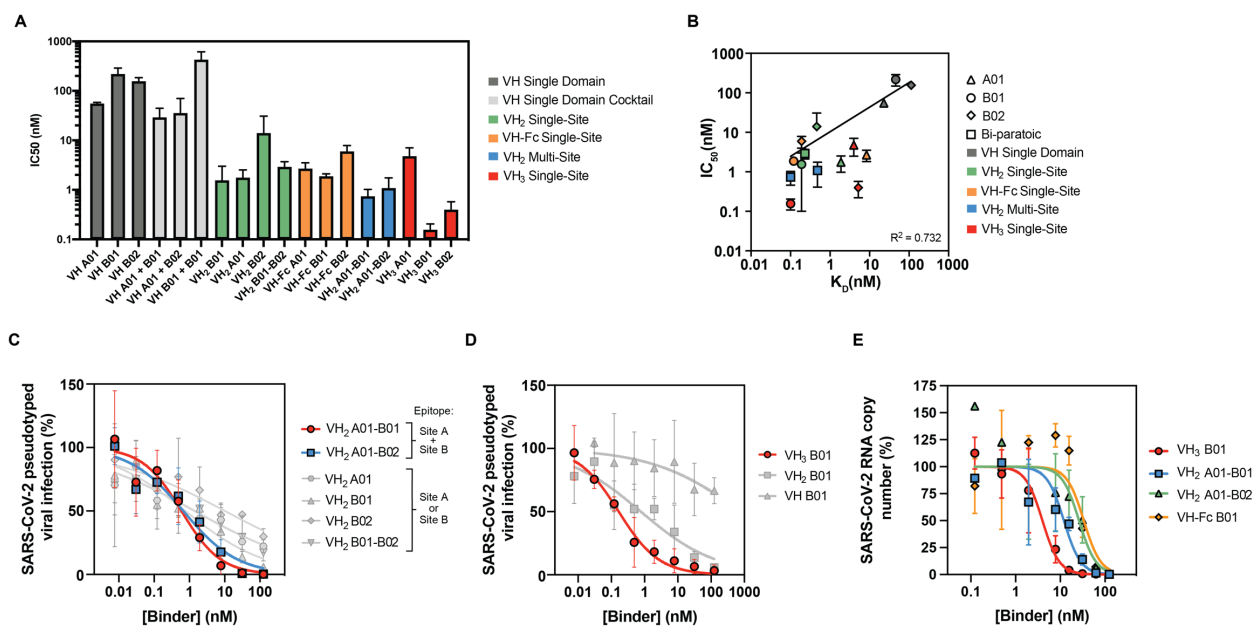 A
IC50 (nM)
1000
100
10
1
0.1
VH A01
VH B01
VH B02
VH A01 + B01
VH A01 + B02
VH B01 + B01
VH₂ B01
VH₂ A01
VH₂ B02
VH₂ B01-B02
VH-Fc A01
VH-Fc B01
VH-Fc B02
VH₂ A01-B01
VH₂ A01-B02
VH₃ A01
VH₃ B01
VH₃ B02
VH Single Domain
VH Single Domain Cocktail
VH₂ Single-Site
VH-Fc Single-Site
VH₂ Multi-Site
VH₃ Single-Site
B
IC₅₀ (nM)
1000
100
10
1
0.1
0.01
0.1
1
10
100
1000
K_D(nM)
R² = 0.732
A01
B01
B02
Bi-paratoic
VH Single Domain
VH₂ Single-Site
VH-Fc Single-Site
VH₂ Multi-Site
VH₃ Single-Site
C
SARS-CoV-2 pseudotyped
viral infection (%)
150
100
50
0
0.01
0.1
1
10
100
[Binder] (nM)
Epitope:
VH₂ A01-B01
VH₂ A01-B02
Site A
+
Site B
VH₂ A01
VH₂ B01
VH₂ B02
VH₂ B01-B02
Site A
or
Site B
D
SARS-CoV-2 pseudotyped
viral infection (%)
150
100
50
0
0.01
0.1
1
10
100
1000
[Binder] (nM)
VH₃ B01
VH₂ B01
VH B01
E
SARS-CoV-2 RNA copy
number (%)
175
150
125
100
75
50
25
0
0.1
1
10
100
[Binder] (nM)
VH₃ B01
VH₂ A01-B01
VH₂ A01-B02
VH-Fc B01